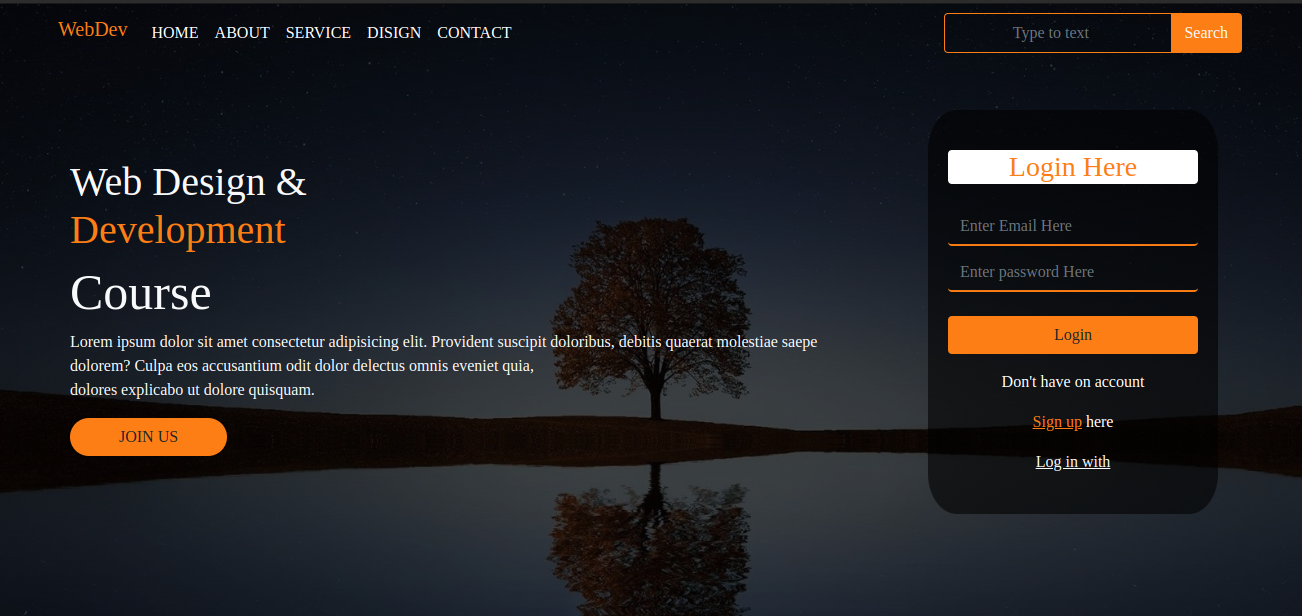 WebDev HOME ABOUT SERVICE DISIGN CONTACT Type to text Search
Web Design &
Development
Course
Lorem ipsum dolor sit amet consectetur adipisicing elit. Provident suscipit doloribus, debitis quaerat molestiae saepe
dolorem? Culpa eos accusantium odit dolor delectus omnis eveniet quia,
dolores explicabo ut dolore quisquam.
JOIN US
Login Here
Enter Email Here
Enter password Here
Login
Don't have on account
Sign up here
Log in with